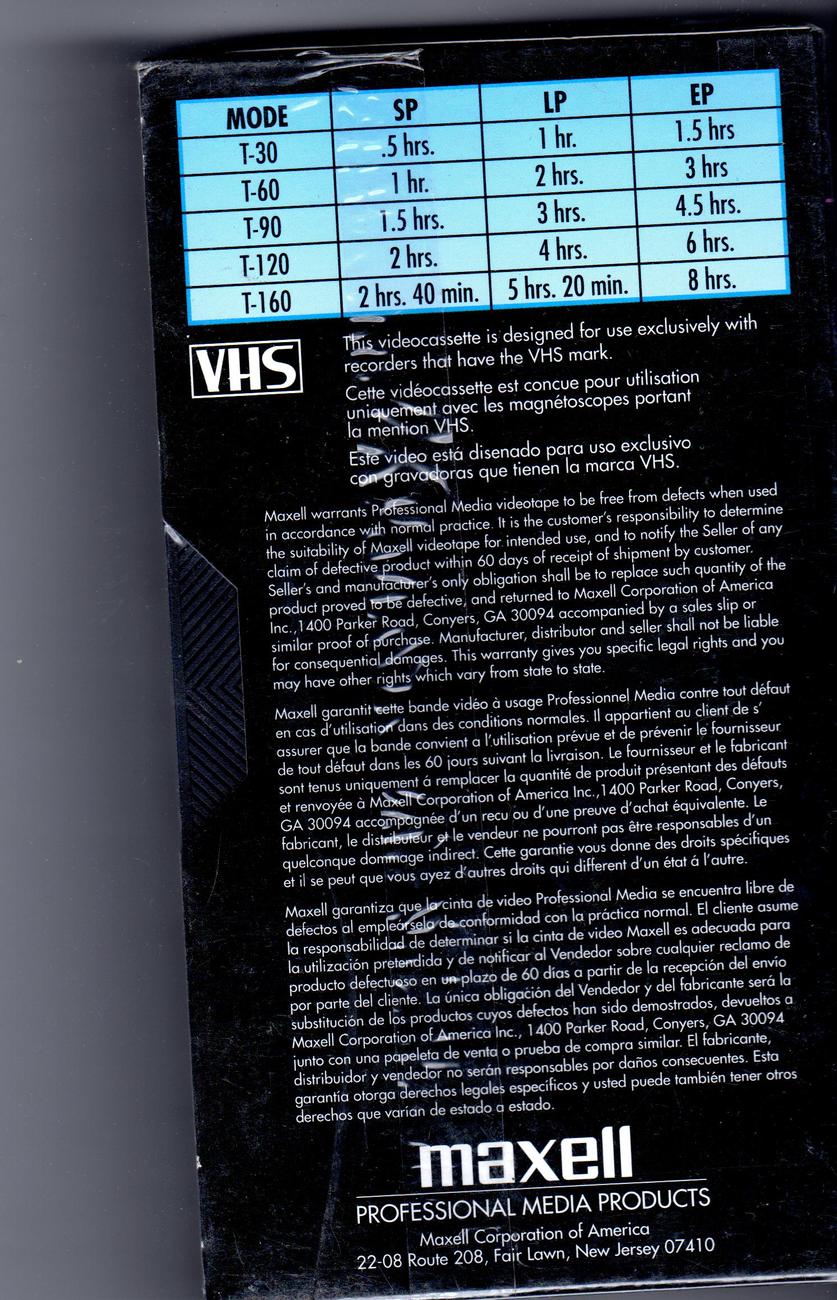 MODE SP LP EP
T-30 .5 hrs. 1 hr. 1.5 hrs
T-60 1 hr. 2 hrs. 3 hrs
T-90 1.5 hrs. 3 hrs. 4.5 hrs.
T-120 2 hrs. 4 hrs. 6 hrs.
T-160 2 hrs. 40 min. 5 hrs. 20 min. 8 hrs.
VHS
This videocassette is designed for use exclusively with
recorders that have the VHS mark.
Cette vidéocassette est concue pour utilisation
uniquement avec les magnétoscopes portant
la mention VHS.
Este video está disenado para uso exclusivo
con gravadoras que tienen la marca VHS.
Maxell warrants Professional Media videotape to be free from defects when used
in accordance with normal practice. It is the customer's responsibility to determine
the suitability of Maxell videotape for intended use, and to notify the Seller of any
claim of defective product within 60 days of receipt of shipment by customer.
Seller's and manufacturer's only obligation shall be to replace such quantity of the
product proved to be defective, and returned to Maxell Corporation of America
Inc.,1400 Parker Road, Conyers, GA 30094 accompanied by a sales slip or
similar proof of purchase. Manufacturer, distributor and seller shall not be liable
for consequential damages. This warranty gives you specific legal rights and you
may have other rights which vary from state to state.
Maxell garantit cette bande vidéo à usage Professionnel Media contre tout défaut
en cas d'utilisation dans des conditions normales. Il appartient au client de s'
assurer que la bande convient a l'utilisation prévue et de prévenir le fournisseur
de tout défaut dans les 60 jours suivant la livraison. Le fournisseur et le fabricant
sont tenus uniquement á remplacer la quantité de produit présentant des défauts
et renvoyée à Maxell Corporation of America Inc.,1400 Parker Road, Conyers,
GA 30094 accompagnée d'un recu ou d'une preuve d'achat équivalente. Le
fabricant, le distributeur et le vendeur ne pourront pas être responsables d'un
quelconque dommage indirect. Cette garantie vous donne des droits spécifiques
et il se peut que vous ayez d'autres droits qui different d'un état á l'autre.
Maxell garantiza que la cinta de video Professional Media se encuentra libre de
defectos al empleársela de conformidad con la práctica normal. El cliente asume
la responsabilidad de determinar si la cinta de video Maxell es adecuada para
la utilización pretendida y de notificar al Vendedor sobre cualquier reclamo de
producto defectuoso en un plazo de 60 días a partir de la recepción del envío
por parte del cliente. La única obligación del Vendedor y del fabricante será la
substitución de los productos cuyos defectos han sido demostrados, devueltos a
Maxell Corporation of America Inc., 1400 Parker Road, Conyers, GA 30094
junto con una papeleta de venta o prueba de compra similar. El fabricante,
distribuidor y vendedor no serán responsables por daños consecuentes. Esta
garantía otorga derechos legales específicos y usted puede también tener otros
derechos que varían de estado a estado.
maxell
PROFESSIONAL MEDIA PRODUCTS
Maxell Corporation of America
22-08 Route 208, Fair Lawn, New Jersey 07410